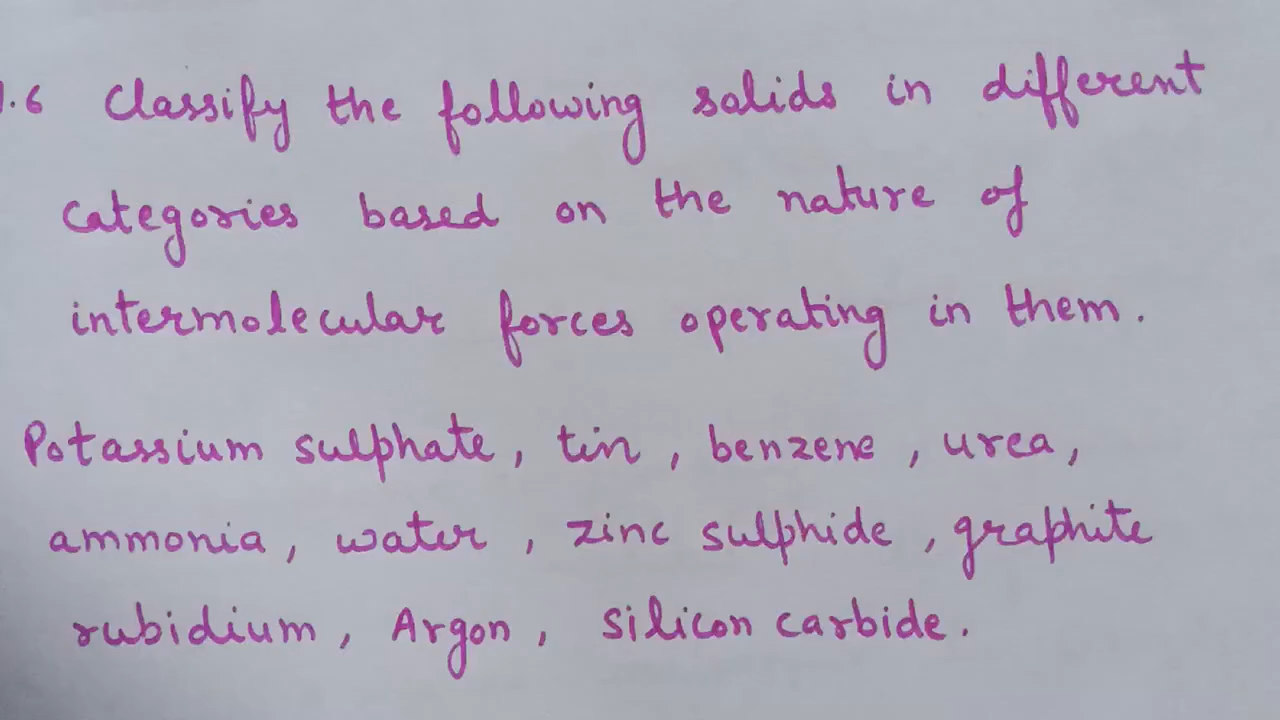 1.6 Classify the following solids in different
categories based on the nature of
intermolecular forces operating in them.
Potassium sulphate, tin, benzene, urea,
ammonia, water, zinc sulphide, graphite
rubidium, Argon, silicon carbide.